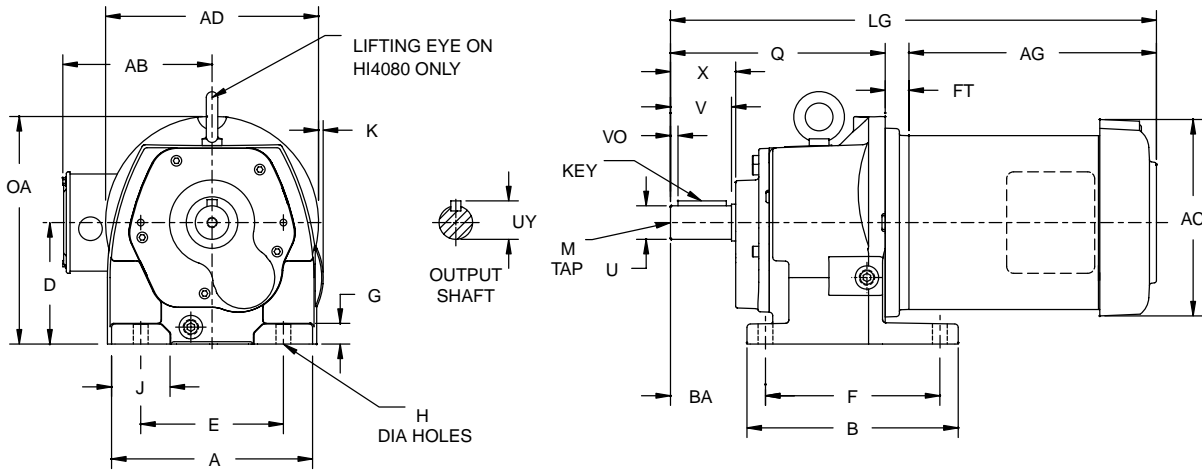 AD
LIFTING EYE ON
HI4080 ONLY
AB
K
OA
D
G
J
E
A
H
DIA HOLES
UY
OUTPUT
SHAFT
LG
Q
AG
X
FT
V
VO
KEY
M
TAP
U
AC
BA
F
B